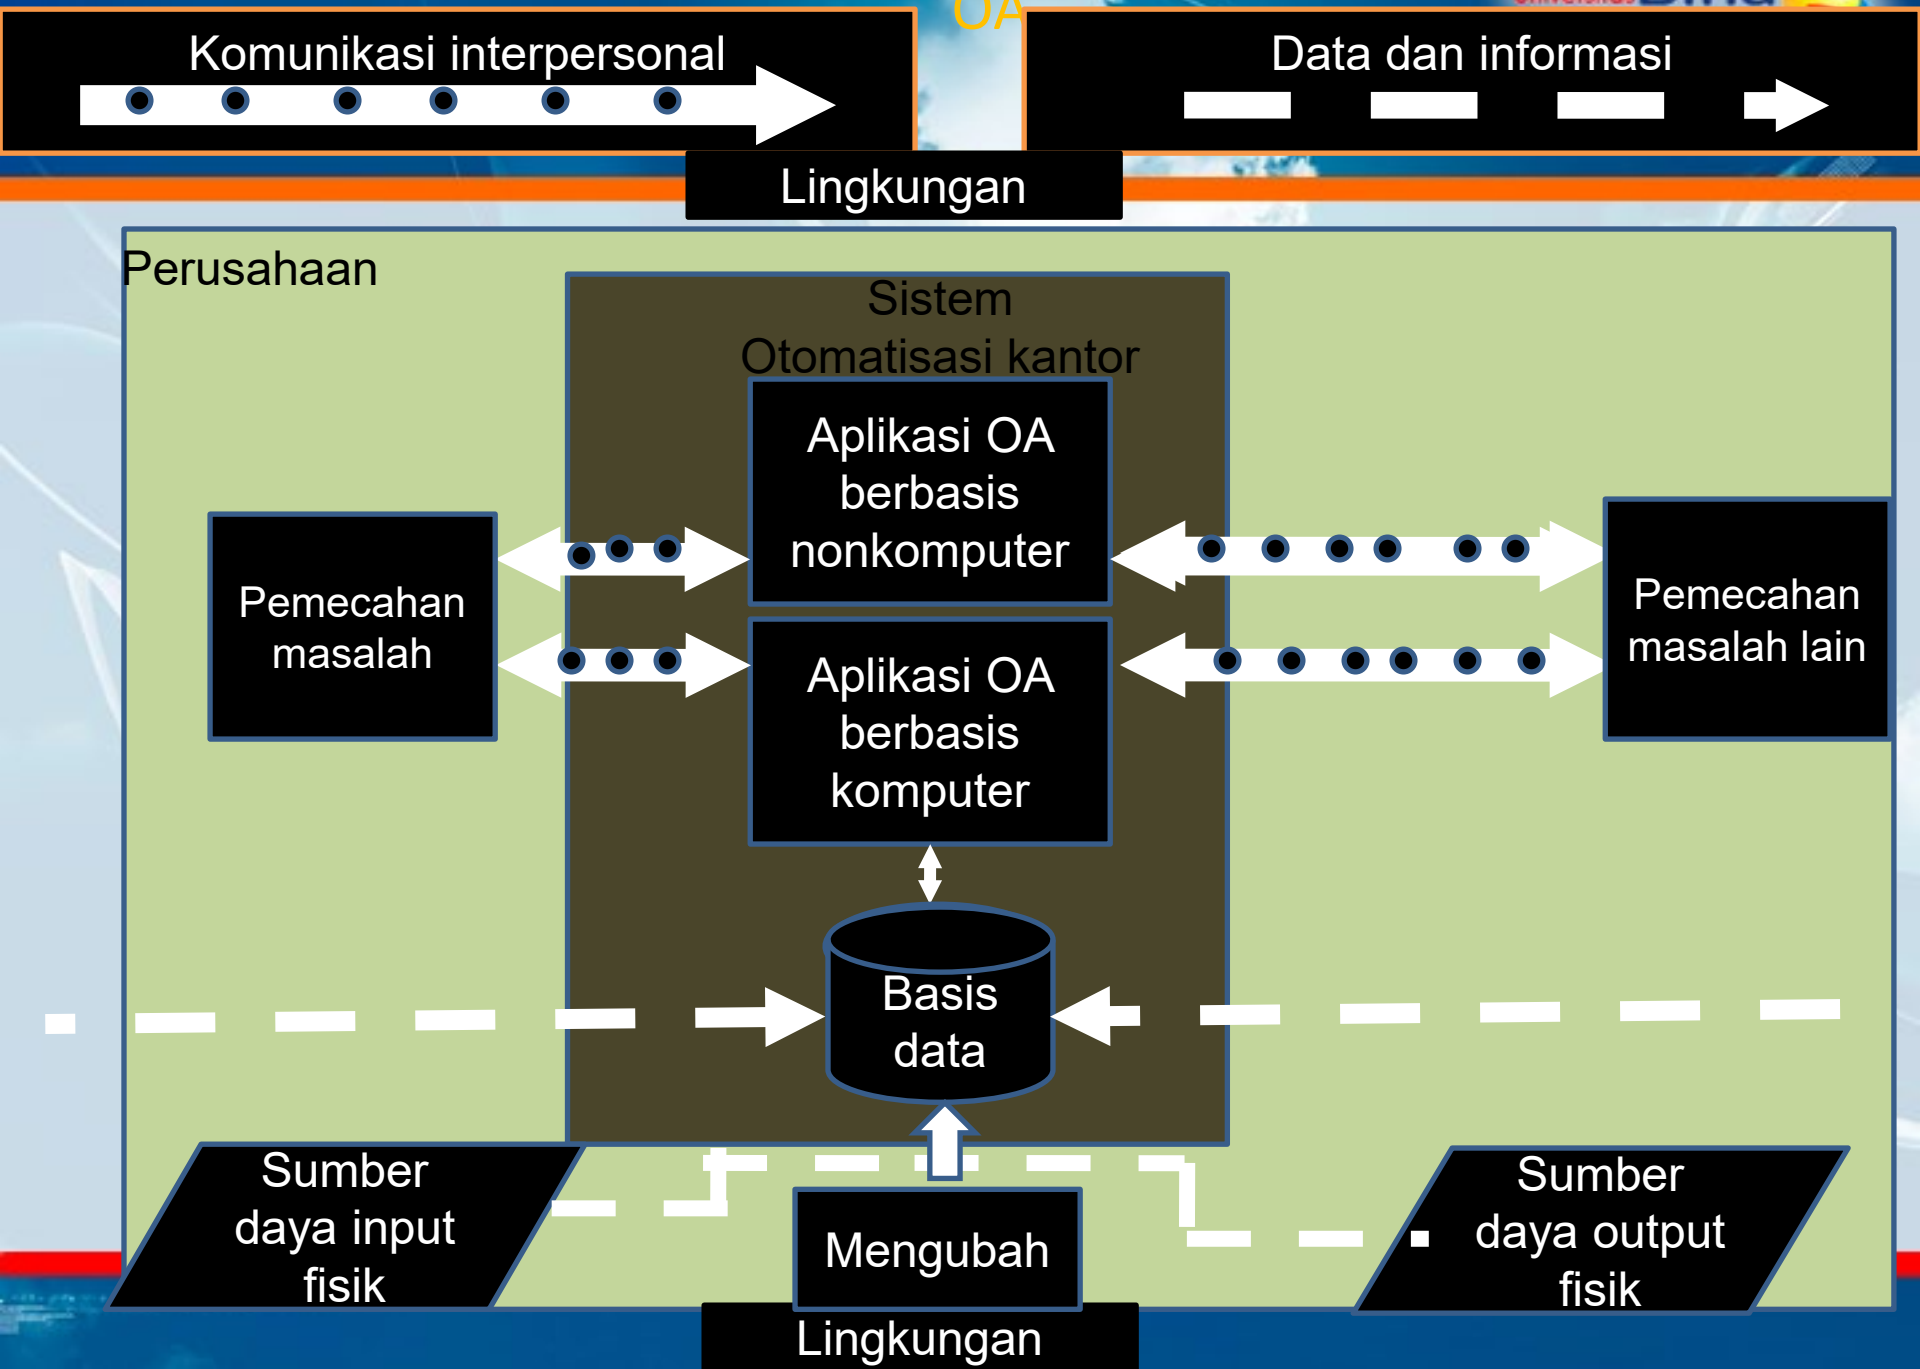 OA
Komunikasi interpersonal
Data dan informasi
Lingkungan
Perusahaan
Sistem
Otomatisasi kantor
Aplikasi OA
berbasis
nonkomputer
Pemecahan
masalah
Pemecahan
masalah lain
Aplikasi OA
berbasis
komputer
Basis
data
Sumber
daya input
fisik
Mengubah
Sumber
daya output
fisik
Lingkungan